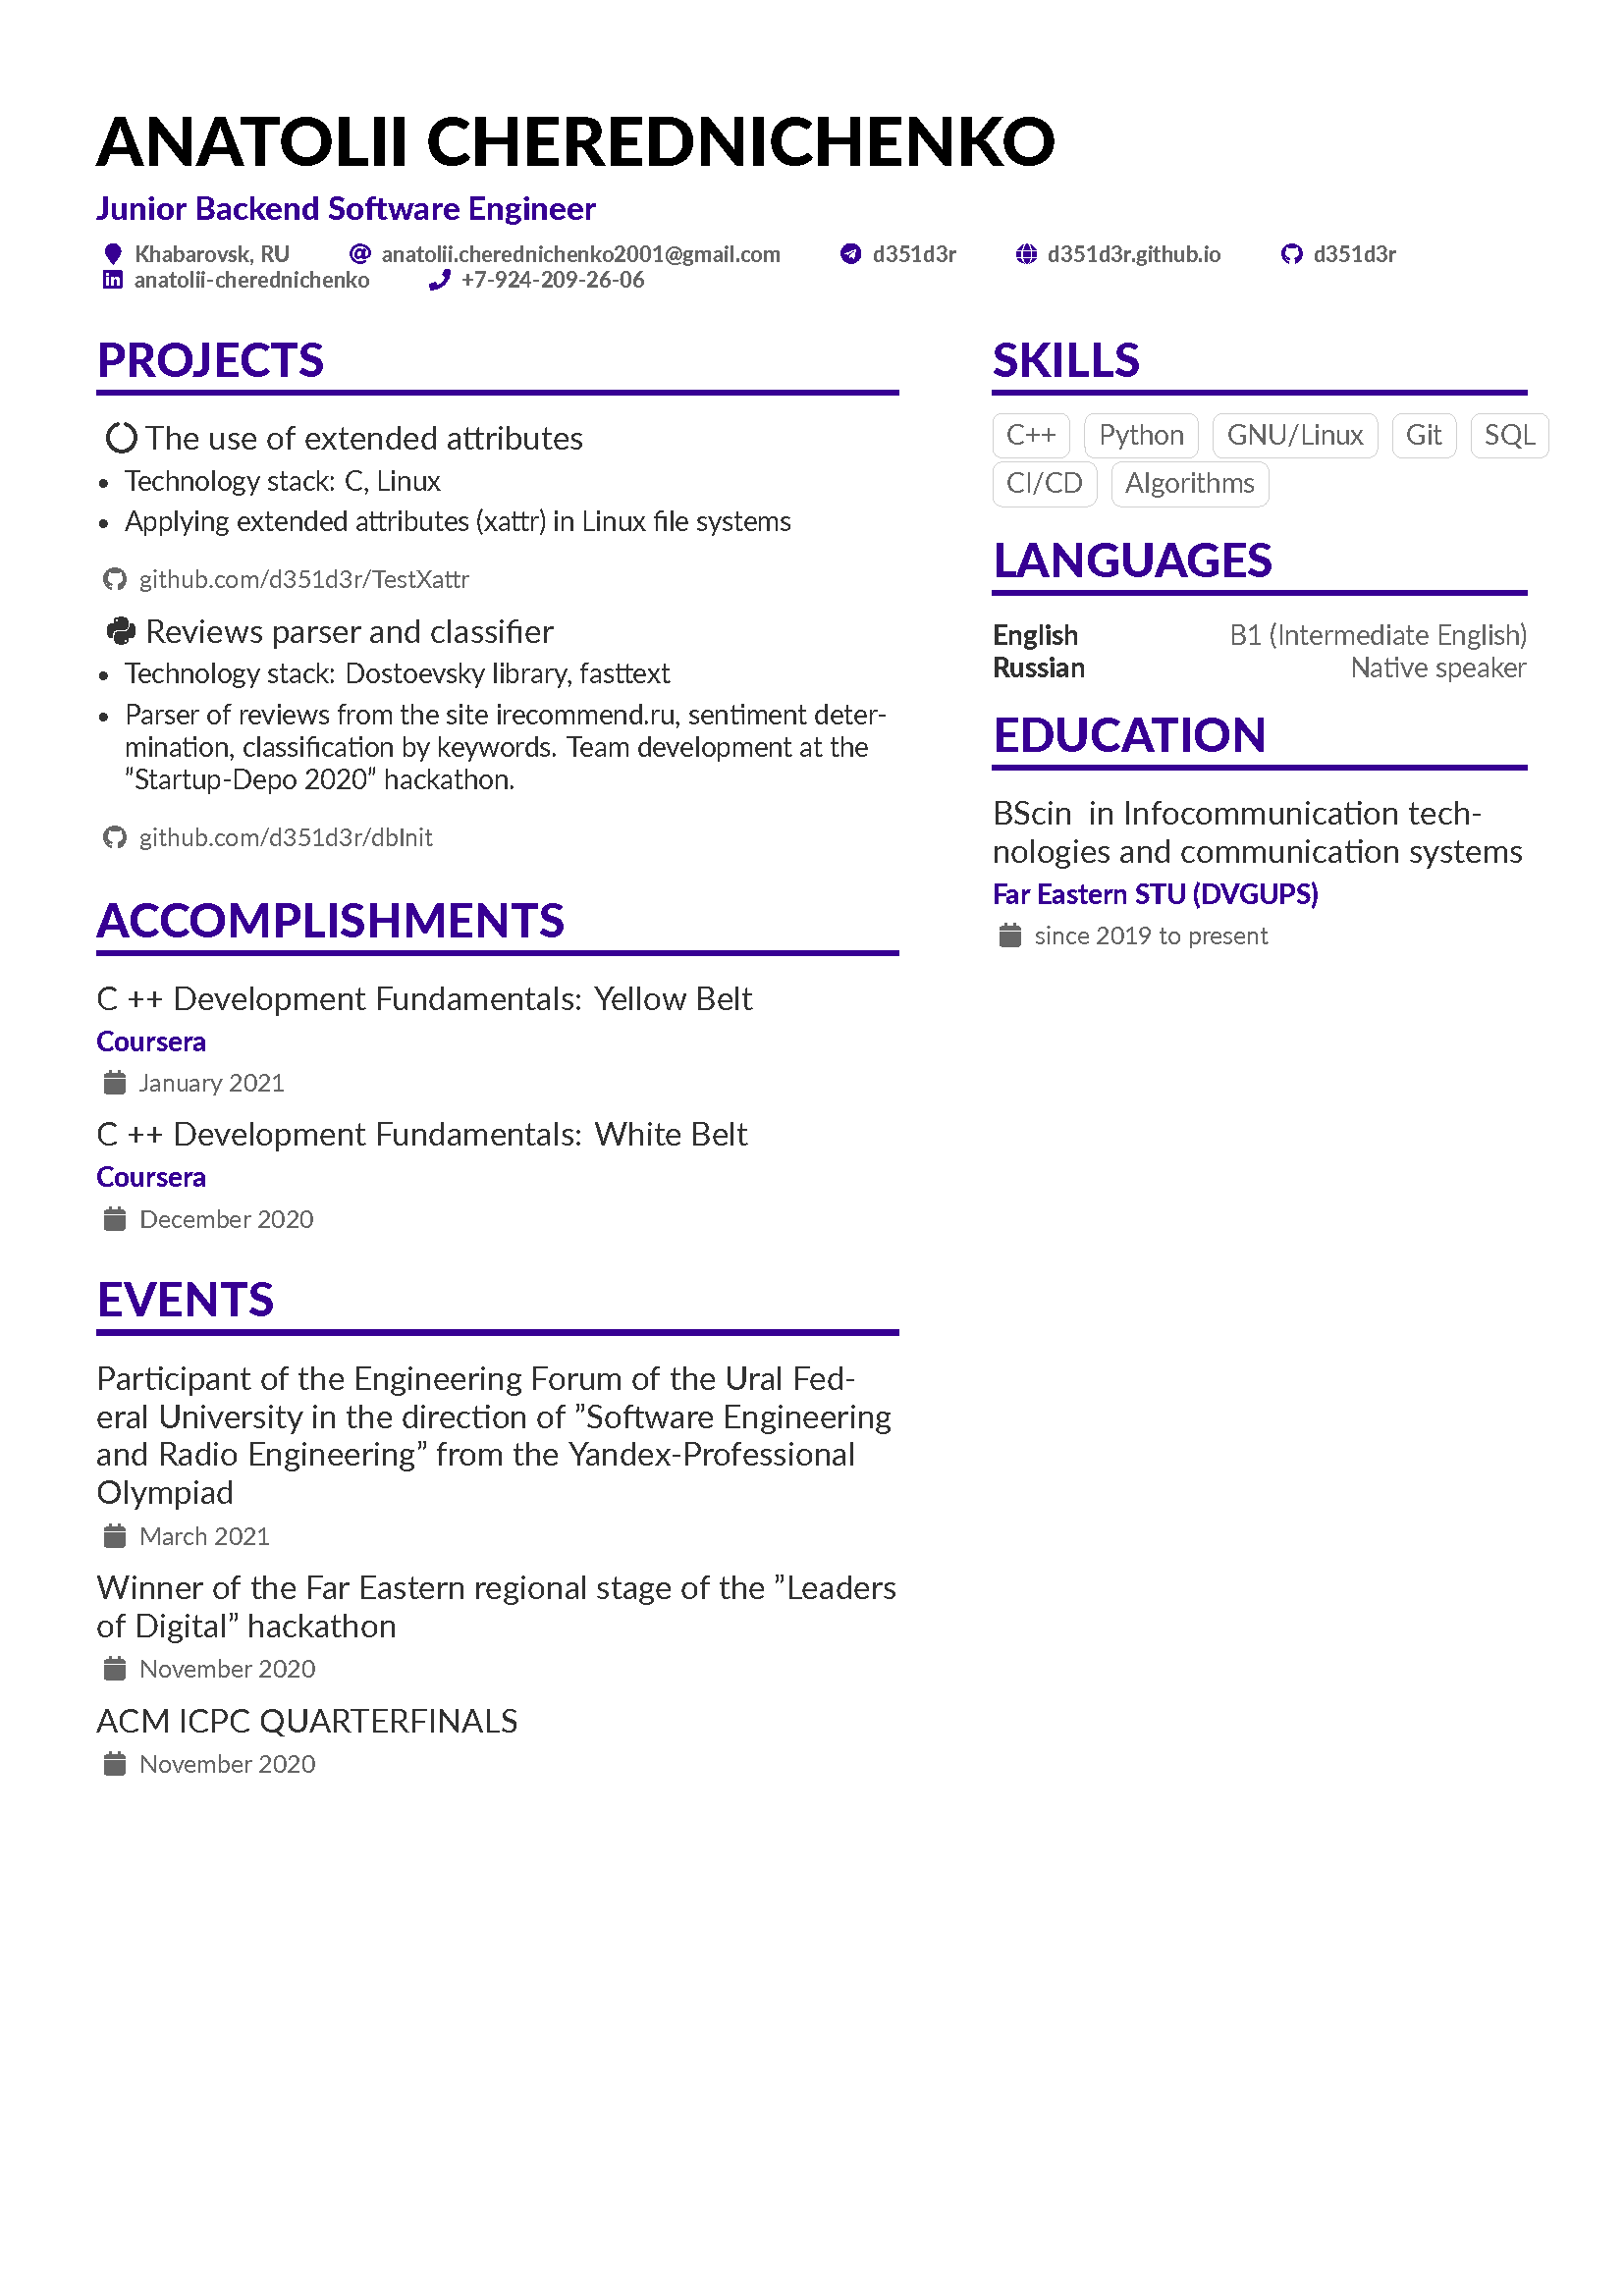 ANATOLII CHEREDNICHENKO
Junior Backend Software Engineer
Khabarovsk, RU anatolii.cherednichenko2001@gmail.com d351d3r d351d3r.github.io d351d3r
anatolii-cherednichenko +7-924-209-26-06
PROJECTS
The use of extended attributes
• Technology stack: C, Linux
• Applying extended attributes (xattr) in Linux file systems
github.com/d351d3r/TestXattr
Reviews parser and classifier
• Technology stack: Dostoevsky library, fasttext
• Parser of reviews from the site irecommend.ru, sentiment deter-
mination, classification by keywords. Team development at the
"Startup-Depo 2020" hackathon.
github.com/d351d3r/dbInit
ACCOMPLISHMENTS
C ++ Development Fundamentals: Yellow Belt
Coursera
January 2021
C ++ Development Fundamentals: White Belt
Coursera
December 2020
EVENTS
Participant of the Engineering Forum of the Ural Fed-
eral University in the direction of ”Software Engineering
and Radio Engineering” from the Yandex-Professional
Olympiad
March 2021
Winner of the Far Eastern regional stage of the ”Leaders
of Digital” hackathon
November 2020
ACM ICPC QUARTERFINALS
November 2020
SKILLS
C++ Python GNU/Linux Git SQL
CI/CD Algorithms
LANGUAGES
English B1 (Intermediate English)
Russian Native speaker
EDUCATION
BScin in Infocommunication tech-
nologies and communication systems
Far Eastern STU (DVGUPS)
since 2019 to present